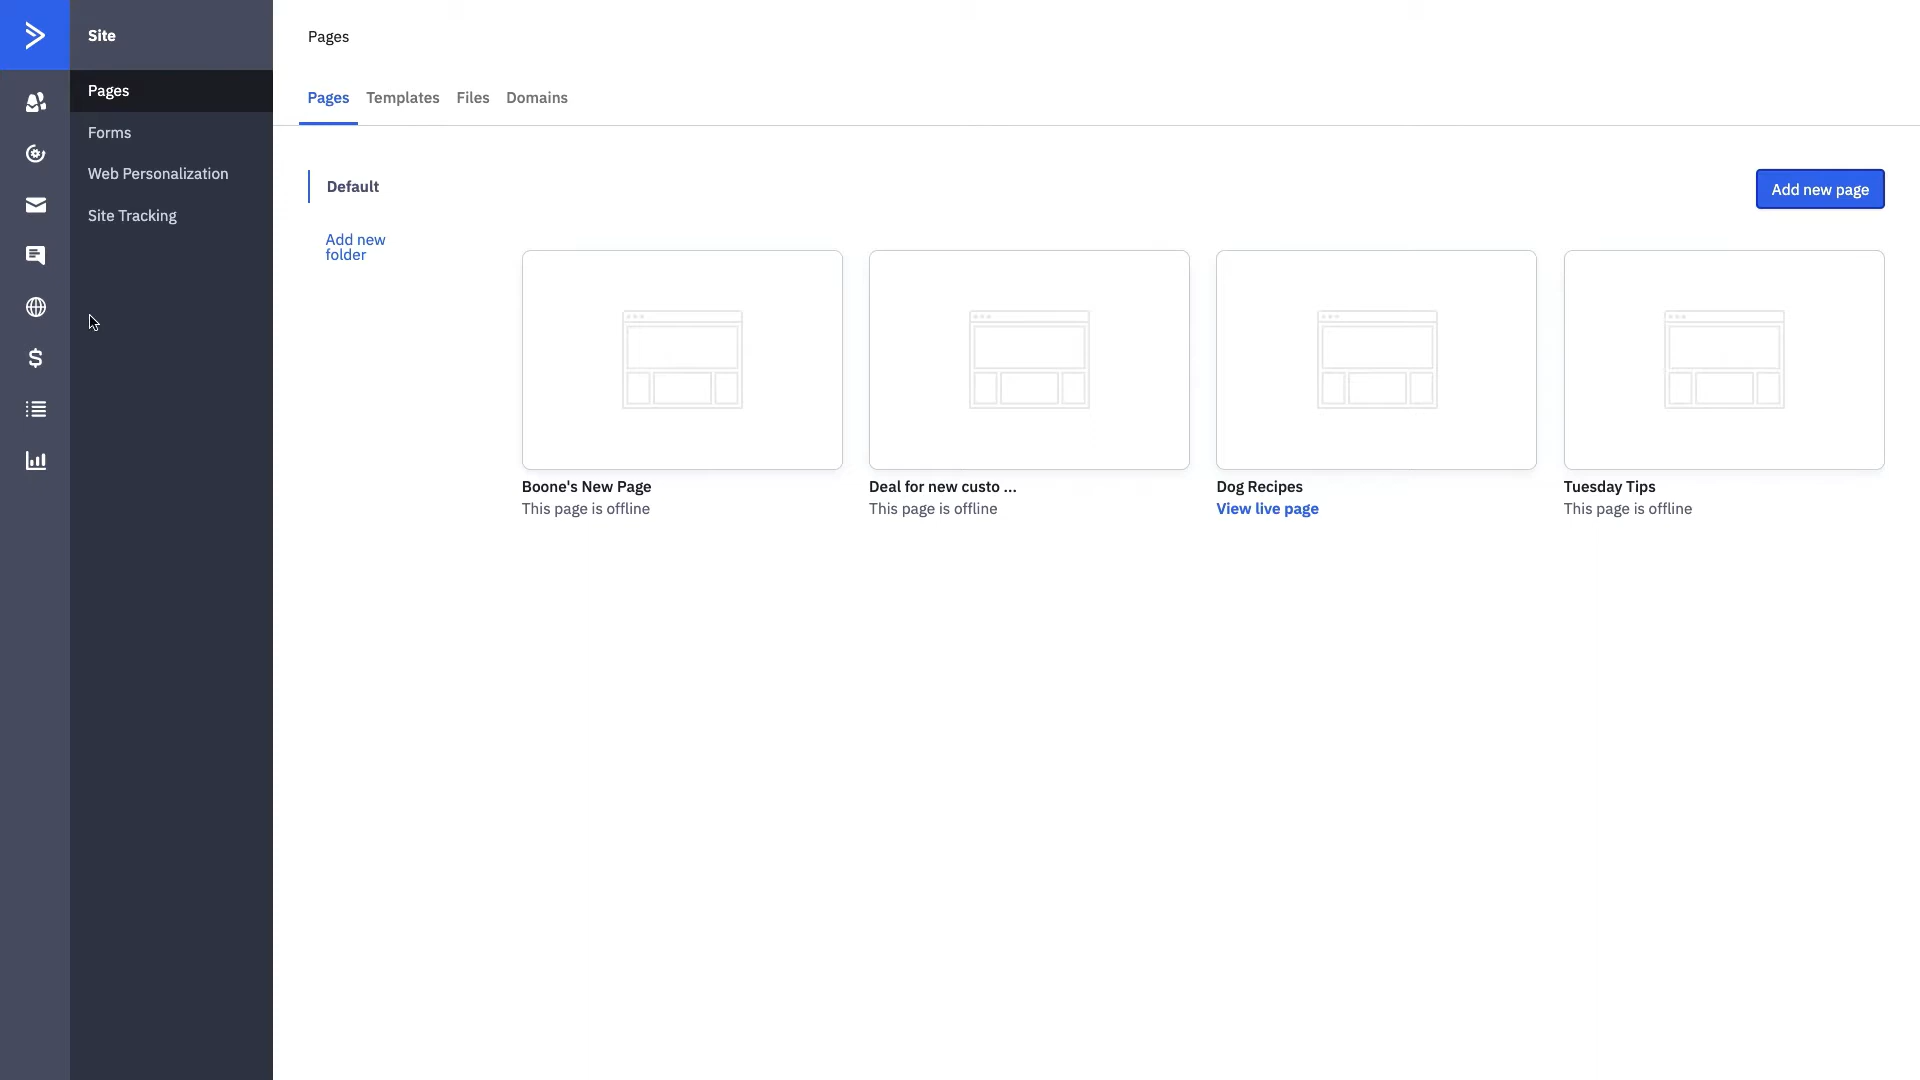 Site
Pages
Forms
Web Personalization
Site Tracking
Pages
Pages Templates Files Domains
Default
Add new
folder
Add new page
Boone's New Page
This page is offline
Deal for new custo ...
This page is offline
Dog Recipes
View live page
Tuesday Tips
This page is offline